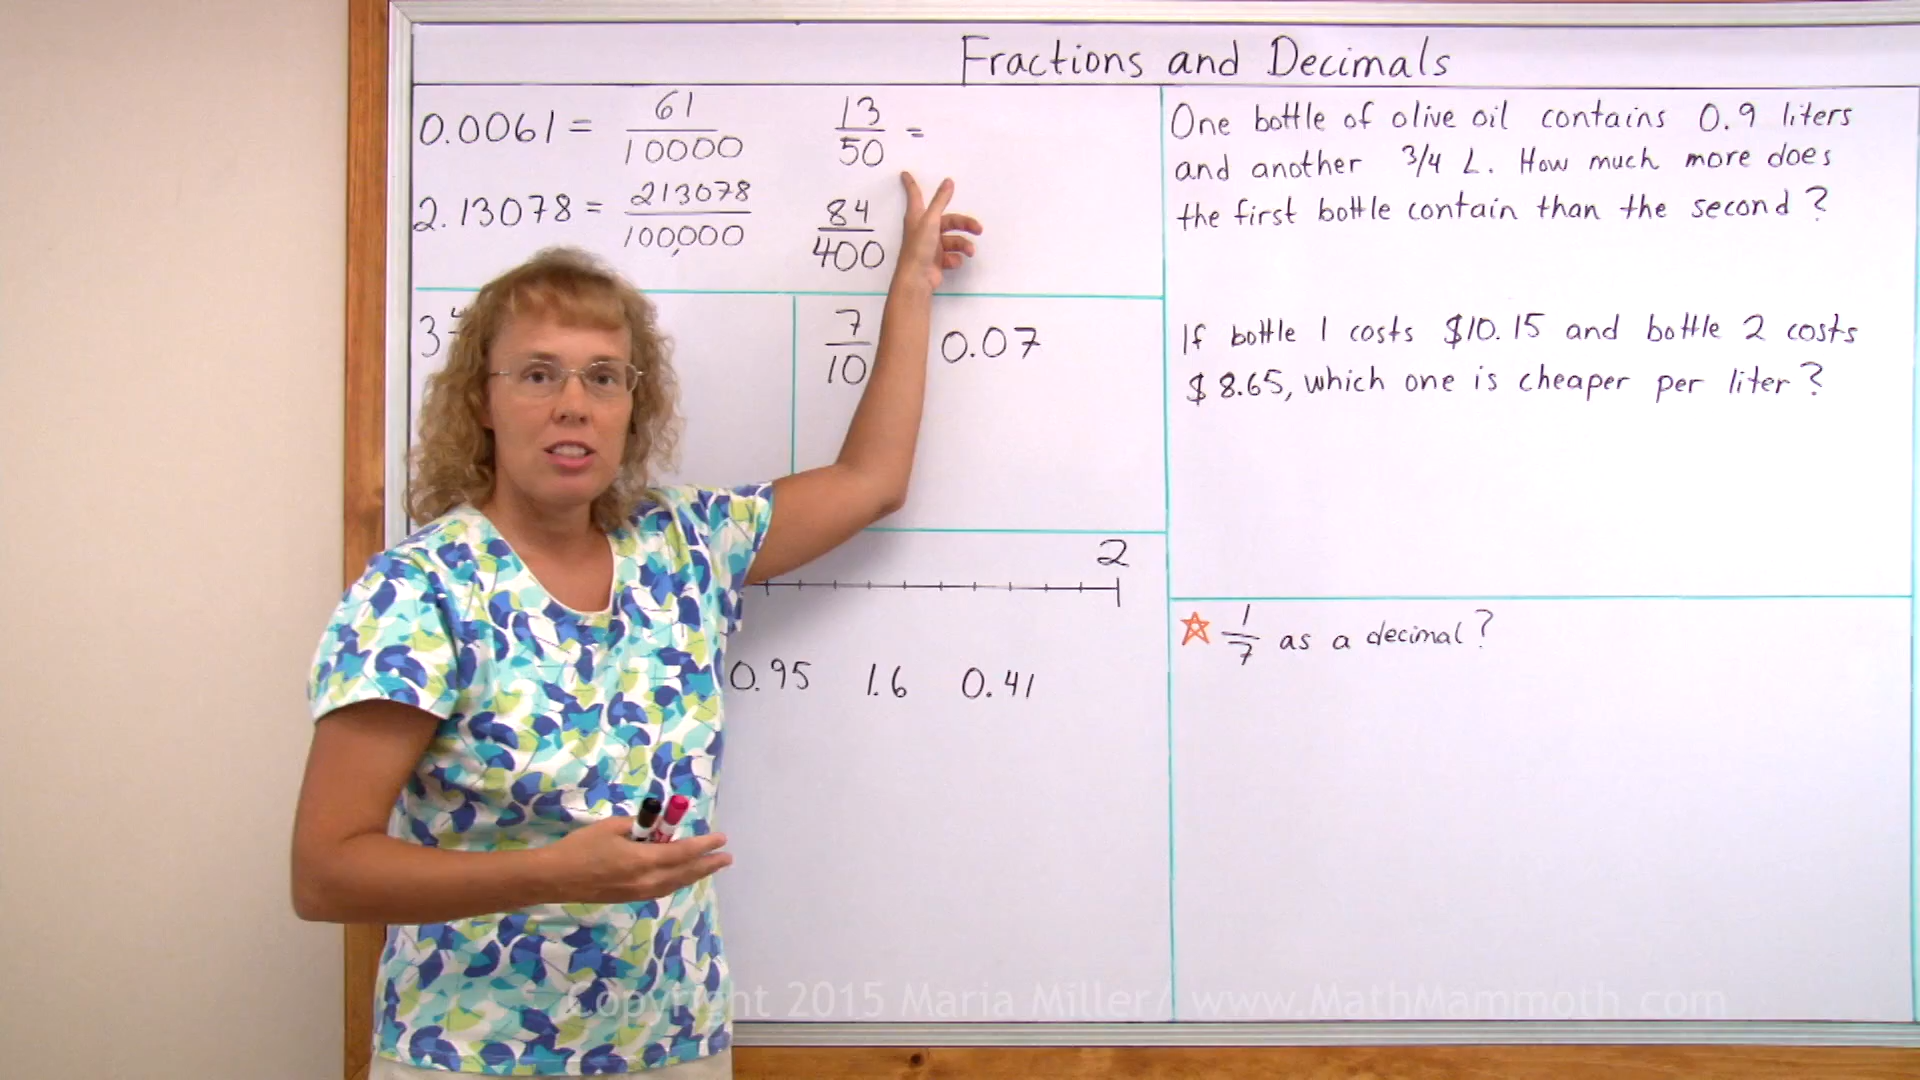 Fractions and Decimals
0.0061 = 61/10000
2.13078 = 213078/100,000
13/50 =
84/400
3
7/10 0.07
2
0.95 1.6 0.41
One bottle of olive oil contains 0.9 liters
and another 3/4 L. How much more does
the first bottle contain than the second?
If bottle 1 costs $10.15 and bottle 2 costs
$8.65, which one is cheaper per liter?
1/7 as a decimal?
Copyright 2015 Maria Miller / www.MathMammoth.com